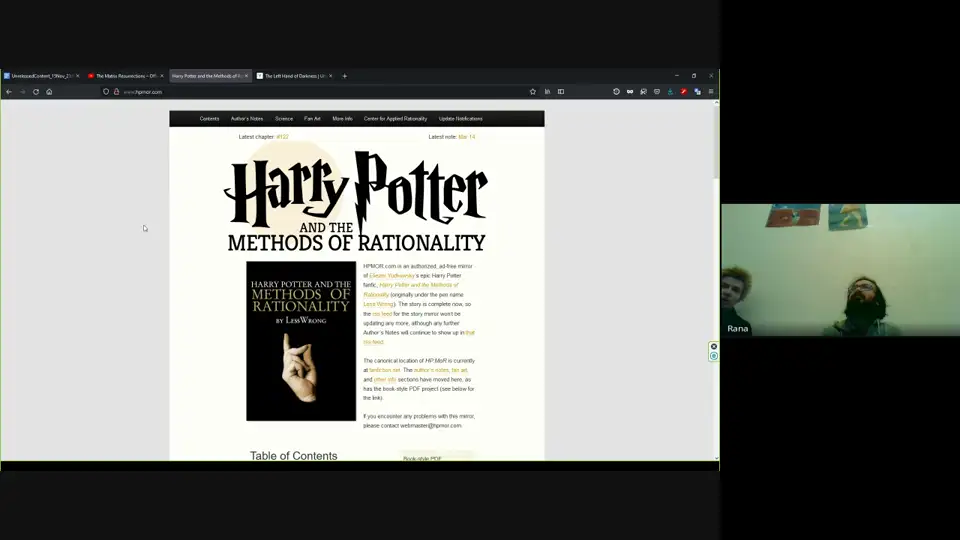 The Matrix Resurrections – Offi
Harry Potter and the Methods of Ra
The Left Hand of Darkness |
www.hpmor.com
Contents Author's Notes Science Fan Art More Info Center for Applied Rationality Update Notifications
Latest chapter: #122 Latest note: Mar 14
Harry Potter
AND THE
METHODS OF RATIONALITY
HARRY POTTER AND THE
METHODS OF
RATIONALITY
BY LESSWRONG
HPMOR.com is an authorized, ad-free mirror
of Eliezer Yudkowsky's epic Harry Potter
fanfic, Harry Potter and the Methods of
Rationality (originally under the pen name
Less Wrong). The story is complete now, so
the rss feed for the story mirror won't be
updating any more, although any further
Author's Notes will continue to show up in that
rss feed.
The canonical location of HPMoR is currently
at fanfiction.net. The author's notes, fan art,
and other info sections have moved here, as
has the book-style PDF project (see below for
the link).
If you encounter any problems with this mirror,
please contact webmaster@hpmor.com.
Table of Contents
Book-style PDF
Rana